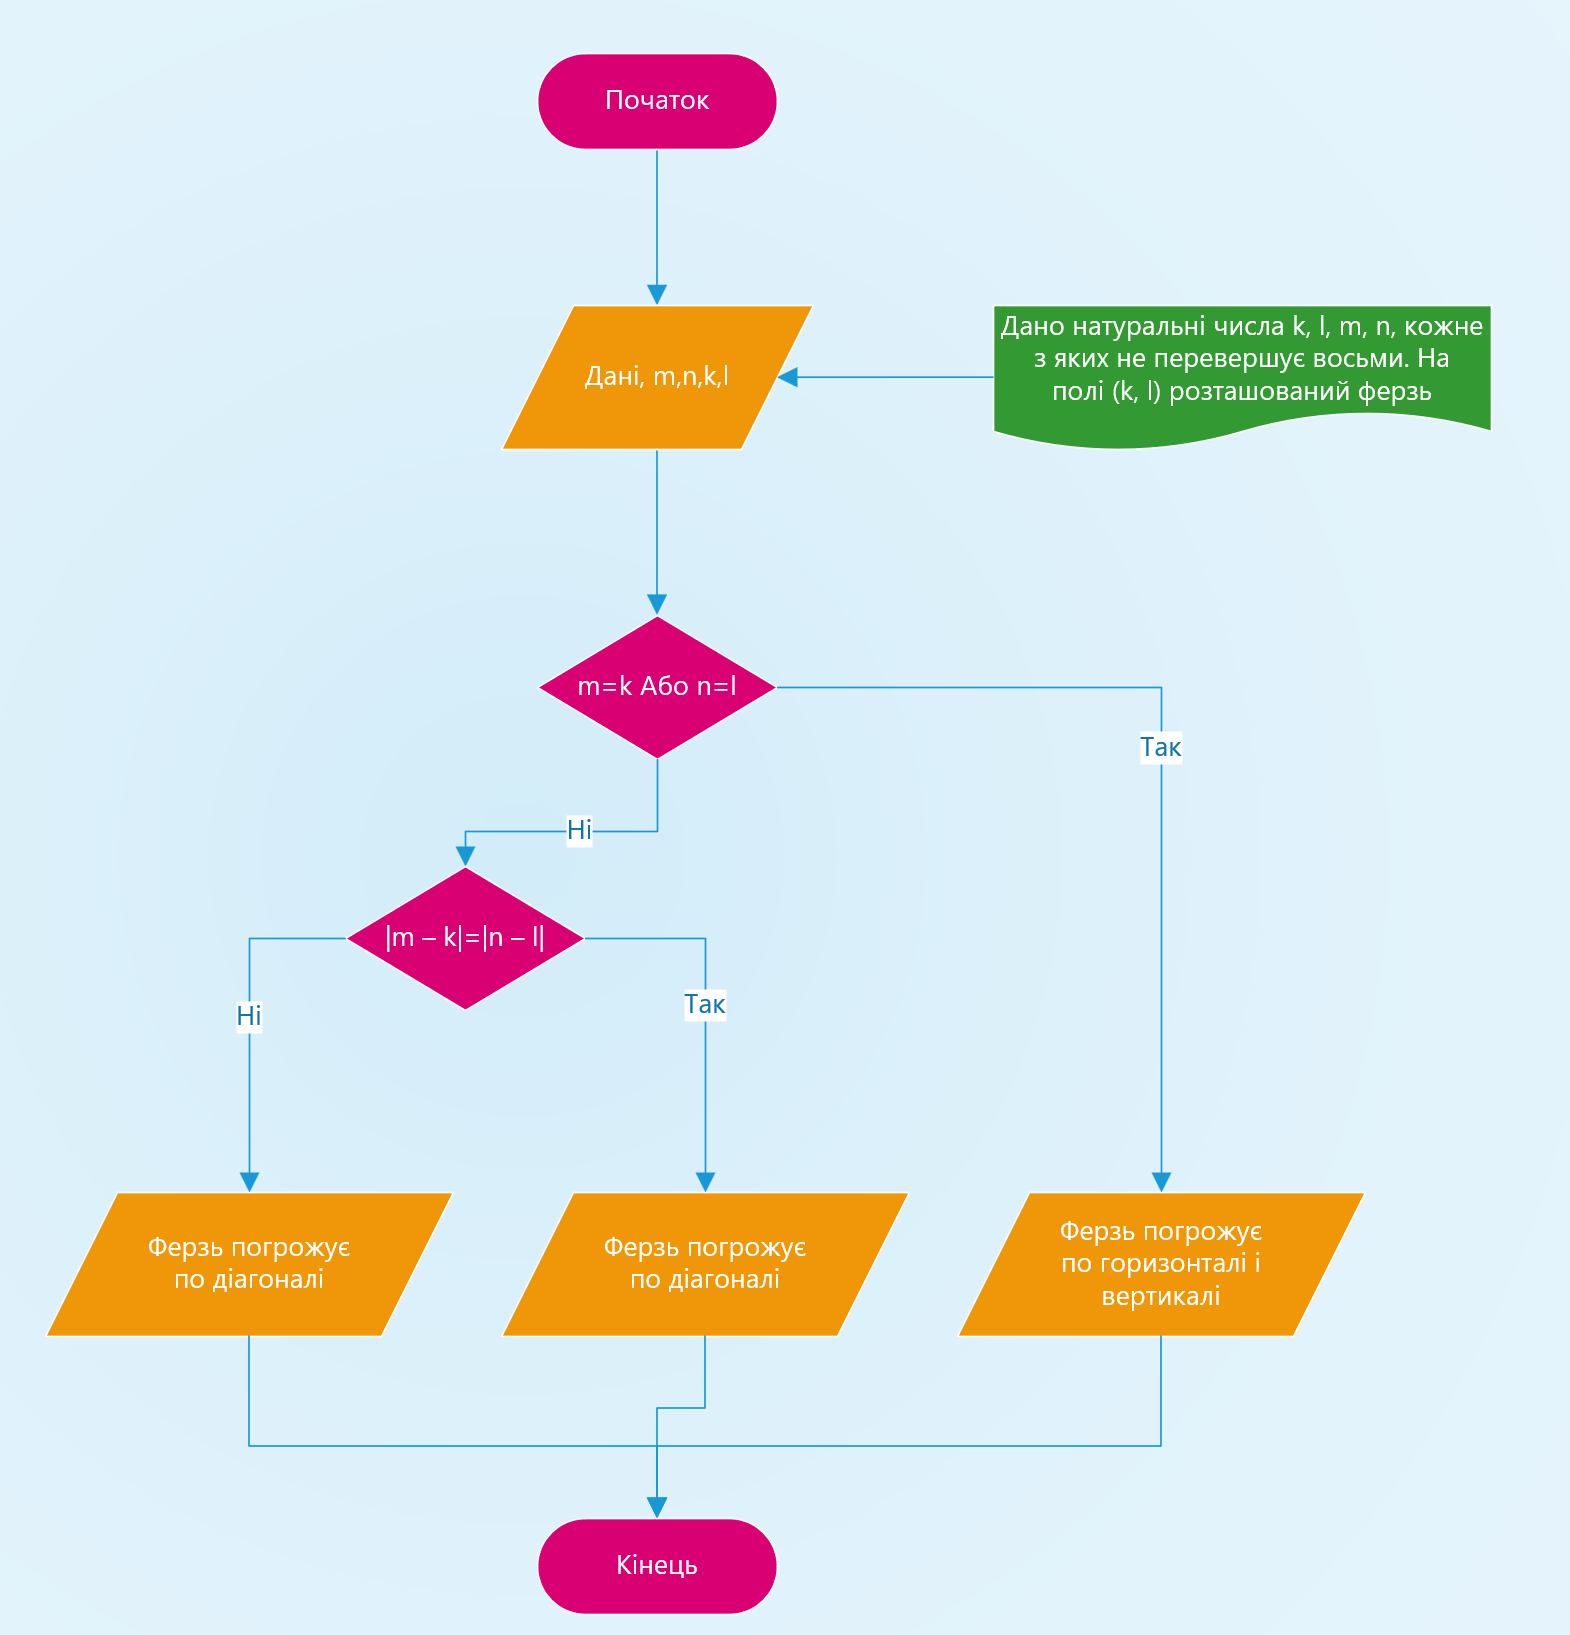 Початок
Дані, m,n,k,l
Дано натуральні числа k, l, m, n, кожне
з яких не перевершує восьми. На
полі (k, l) розташований ферзь
m=k Або n=l
Так
Ні
|m – k|=|n – l|
Ні
Так
Ферзь погрожує
по діагоналі
Ферзь погрожує
по діагоналі
Ферзь погрожує
по горизонталі і
вертикалі
Кінець